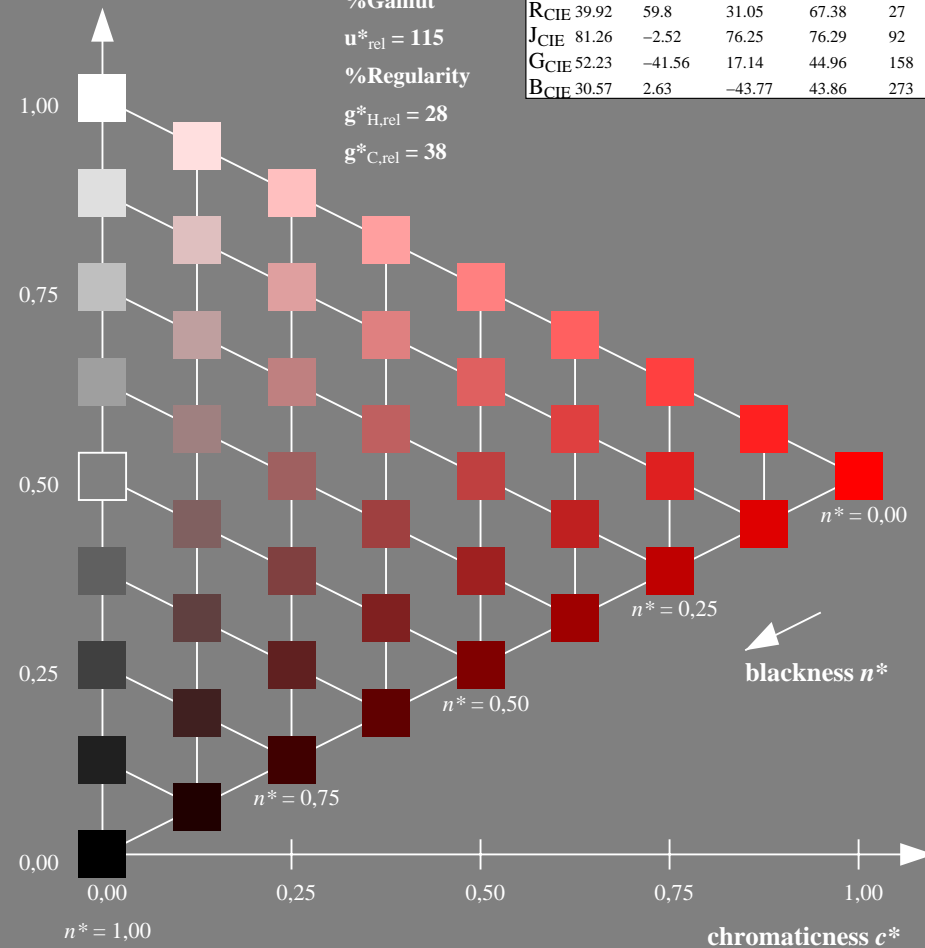 %Gamut
u*rel = 115
%Regularity
g*H,rel = 28
g*C,rel = 38
RCIE 39.92 59.8 31.05 67.38 27
JCIE 81.26 −2.52 76.25 76.29 92
GCIE 52.23 −41.56 17.14 44.96 158
BCIE 30.57 2.63 −43.77 43.86 273
1,00
0,75
0,50
n* = 0,00
n* = 0,25
0,25
blackness n*
n* = 0,50
n* = 0,75
0,00
0,00 0,25 0,50 0,75 1,00
n* = 1,00
chromaticness c*